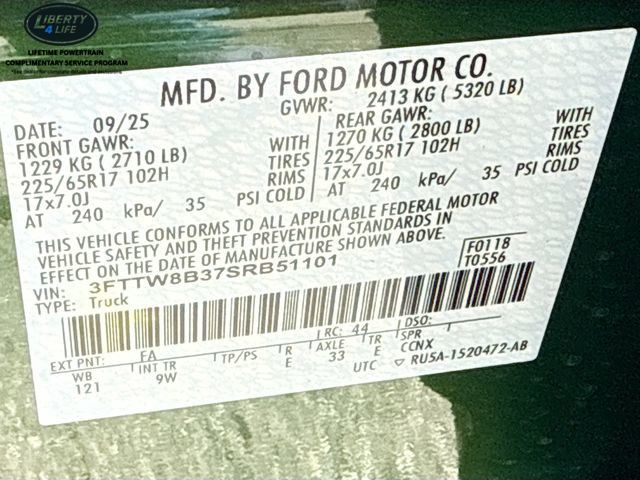 LIBERTY
4 LIFE
LIFETIME POWERTRAIN
COMPLIMENTARY SERVICE PROGRAM
MFD. BY FORD MOTOR CO.
DATE: 09/25 GVWR: 2413 KG ( 5320 LB)
FRONT GAWR: REAR GAWR:
1229 KG ( 2710 LB) WITH 1270 KG ( 2800 LB) WITH
225/65R17 102H TIRES 225/65R17 102H TIRES
17x7.0J RIMS 17x7.0J RIMS
AT 240 kPa/ 35 PSI COLD AT 240 kPa/ 35 PSI COLD
THIS VEHICLE CONFORMS TO ALL APPLICABLE FEDERAL MOTOR
VEHICLE SAFETY AND THEFT PREVENTION STANDARDS IN
EFFECT ON THE DATE OF MANUFACTURE SHOWN ABOVE.
VIN: 3FTTW8B37SRB51101 F0118
TYPE: Truck T0556
EXT PNT: EA RC: 44 DSO:
WB INT TR TP/PS R AXLE TR SPR
121 9W E 33 E CCNX
UTC RU5A-1520472-AB